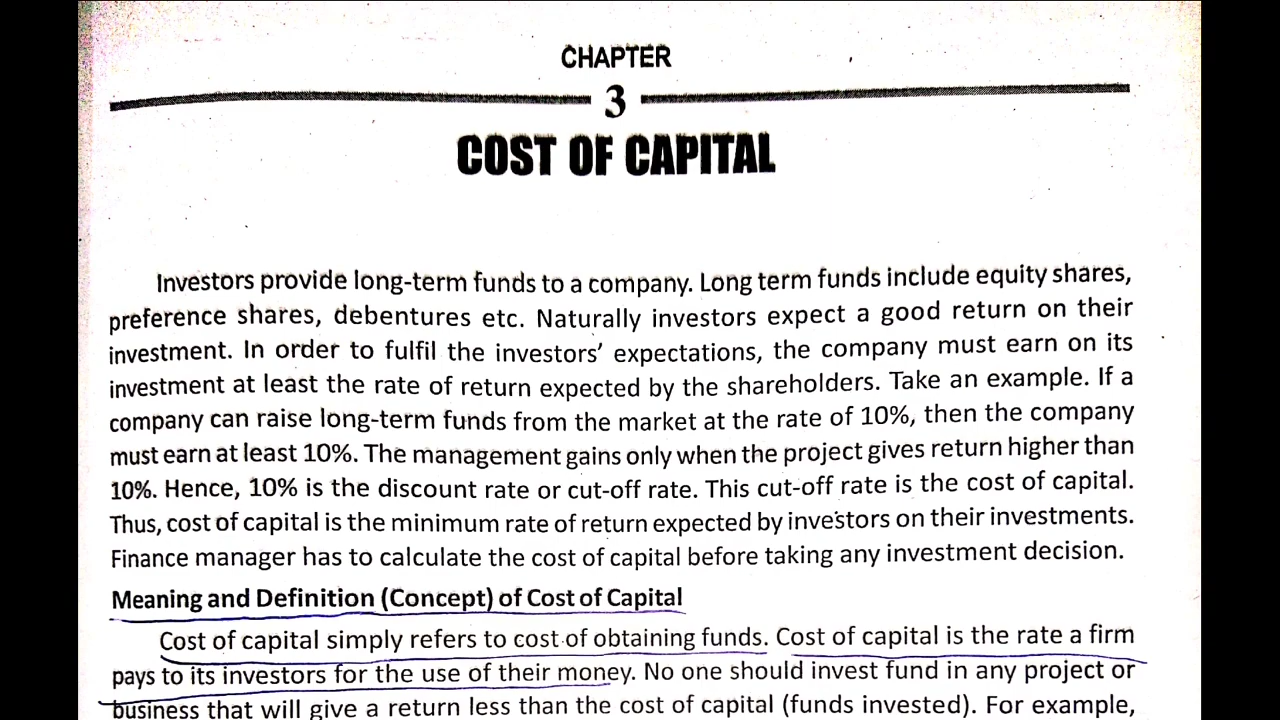 CHAPTER
3
COST OF CAPITAL
Investors provide long-term funds to a company. Long term funds include equity shares,
preference shares, debentures etc. Naturally investors expect a good return on their
investment. In order to fulfil the investors' expectations, the company must earn on its
investment at least the rate of return expected by the shareholders. Take an example. If a
company can raise long-term funds from the market at the rate of 10%, then the company
must earn at least 10%. The management gains only when the project gives return higher than
10%. Hence, 10% is the discount rate or cut-off rate. This cut-off rate is the cost of capital.
Thus, cost of capital is the minimum rate of return expected by investors on their investments.
Finance manager has to calculate the cost of capital before taking any investment decision.
Meaning and Definition (Concept) of Cost of Capital
Cost of capital simply refers to cost of obtaining funds. Cost of capital is the rate a firm
pays to its investors for the use of their money. No one should invest fund in any project or
business that will give a return less than the cost of capital (funds invested). For example,